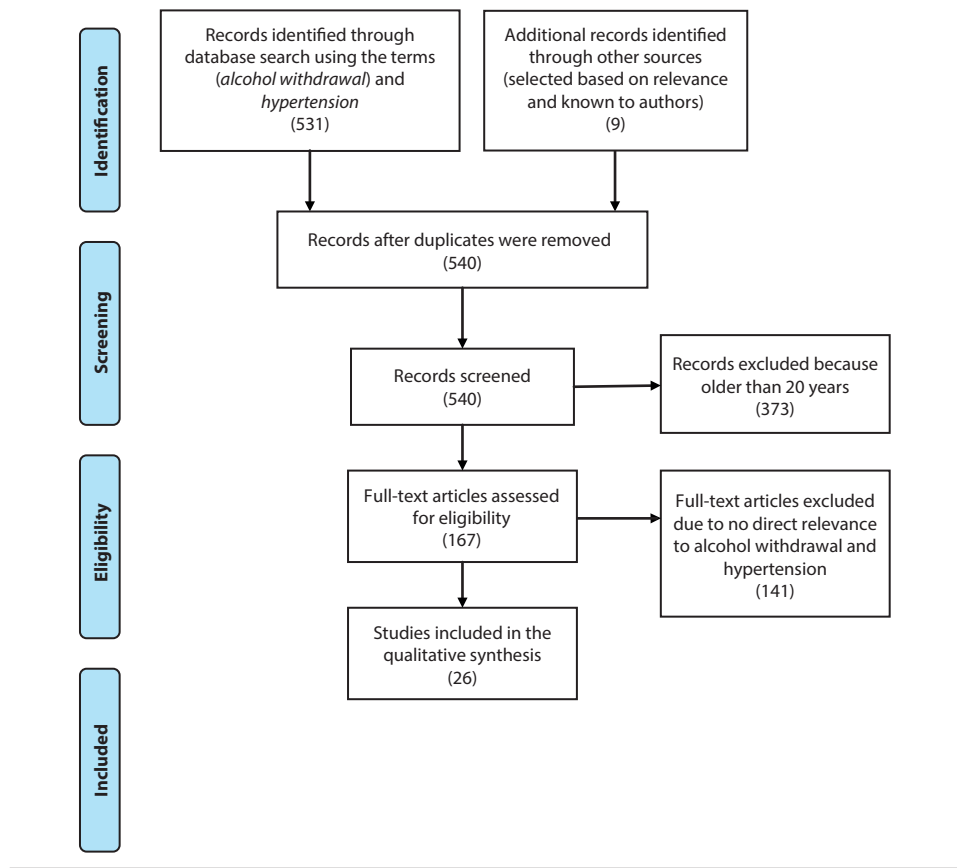 Identification
Records identified through
database search using the terms
(alcohol withdrawal) and
hypertension
(531)
Additional records identified
through other sources
(selected based on relevance
and known to authors)
(9)
Records after duplicates were removed
(540)
Screening
Records screened
(540)
Records excluded because
older than 20 years
(373)
Eligibility
Full-text articles assessed
for eligibility
(167)
Full-text articles excluded
due to no direct relevance
to alcohol withdrawal and
hypertension
(141)
Studies included in the
qualitative synthesis
(26)
Included